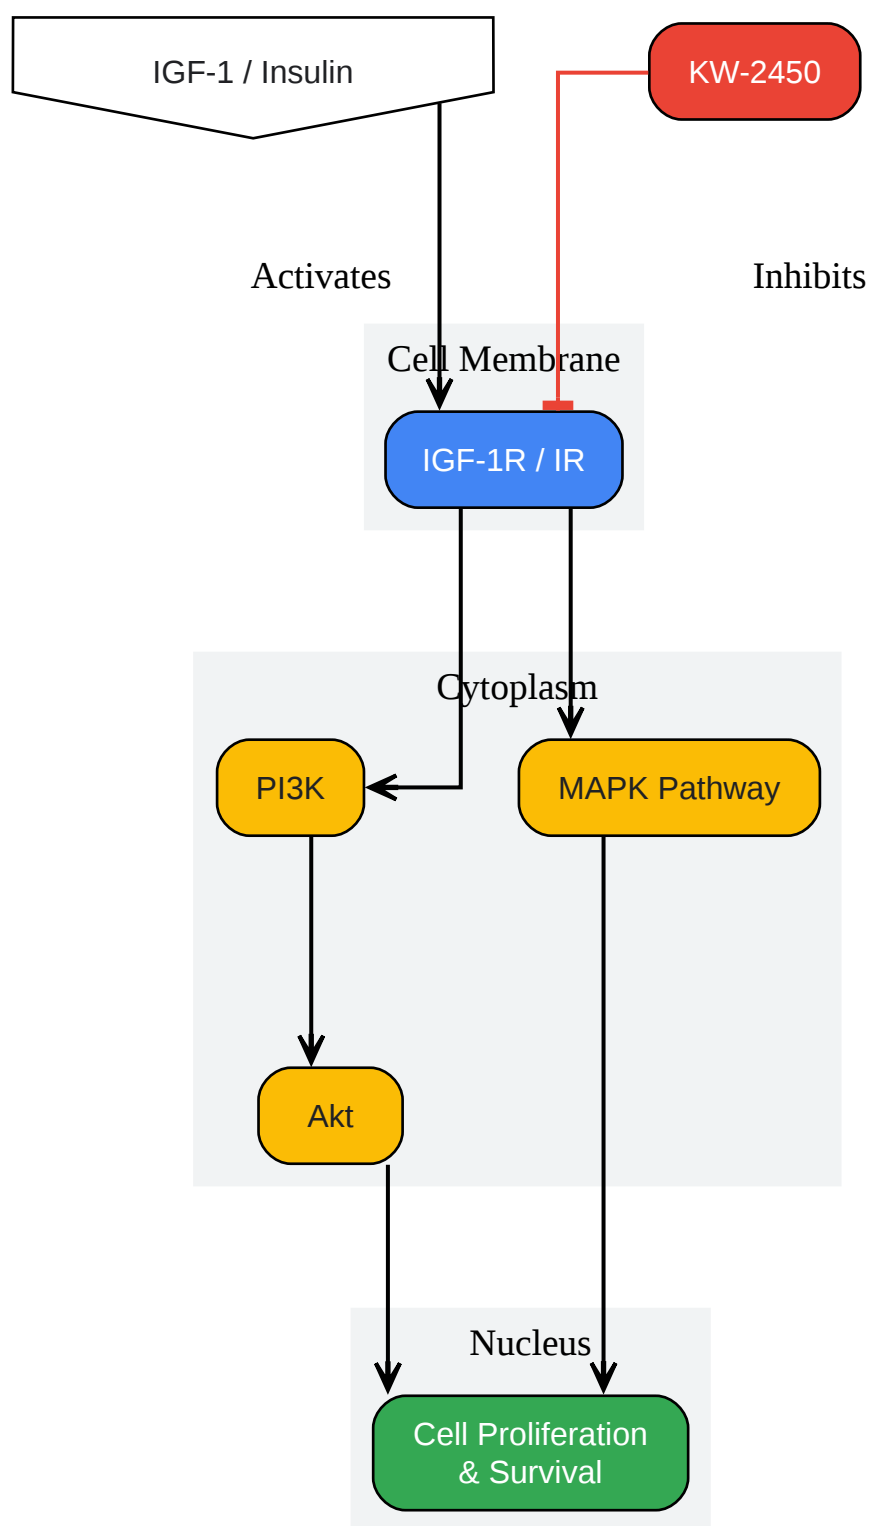 IGF-1 / Insulin
KW-2450
Activates
Inhibits
Cell Membrane
IGF-1R / IR
Cytoplasm
PI3K
MAPK Pathway
Akt
Nucleus
Cell Proliferation
& Survival